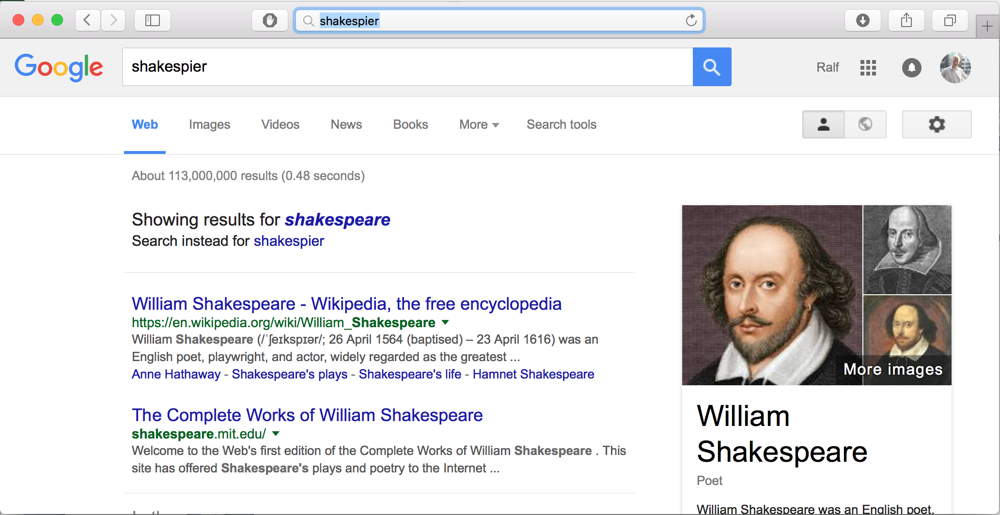 shakespier
Google
shakespier
Ralf
Web Images Videos News Books More Search tools
About 113,000,000 results (0.48 seconds)
Showing results for shakespeare
Search instead for shakespier
William Shakespeare - Wikipedia, the free encyclopedia
https://en.wikipedia.org/wiki/William_Shakespeare
William Shakespeare (/ˈʃeɪkspɪər/; 26 April 1564 (baptised) – 23 April 1616) was an
English poet, playwright, and actor, widely regarded as the greatest ...
Anne Hathaway - Shakespeare's plays - Shakespeare's life - Hamnet Shakespeare
The Complete Works of William Shakespeare
shakespeare.mit.edu/
Welcome to the Web's first edition of the Complete Works of William Shakespeare . This
site has offered Shakespeare's plays and poetry to the Internet ...
More images
William
Shakespeare
Poet
William Shakespeare was an English poet,